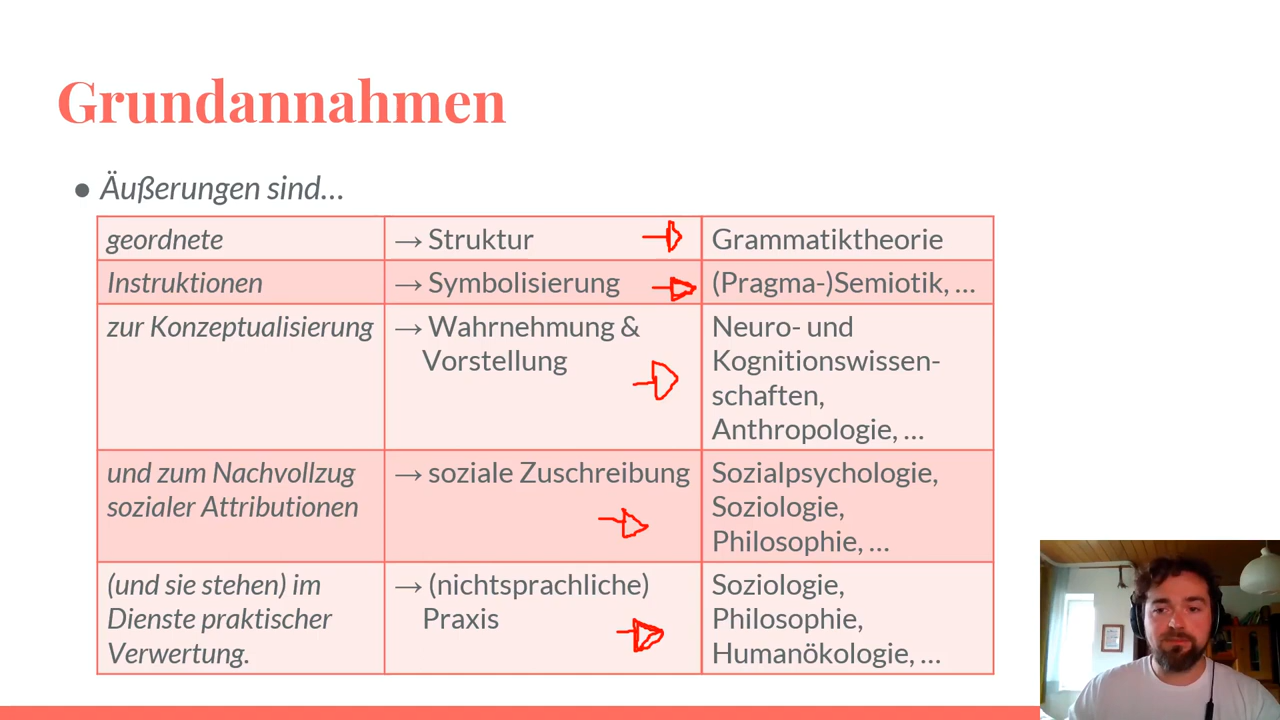 Grundannahmen
● Äußerungen sind...
geordnete → Struktur Grammatiktheorie
Instruktionen → Symbolisierung (Pragma-)Semiotik, ...
zur Konzeptualisierung → Wahrnehmung & Neuro- und
Vorstellung Kognitionswissen-
schaften,
Anthropologie, ...
und zum Nachvollzug → soziale Zuschreibung Sozialpsychologie,
sozialer Attributionen Soziologie,
Philosophie, ...
(und sie stehen) im → (nichtsprachliche) Soziologie,
Dienste praktischer Praxis Philosophie,
Verwertung. Humanökologie, ...